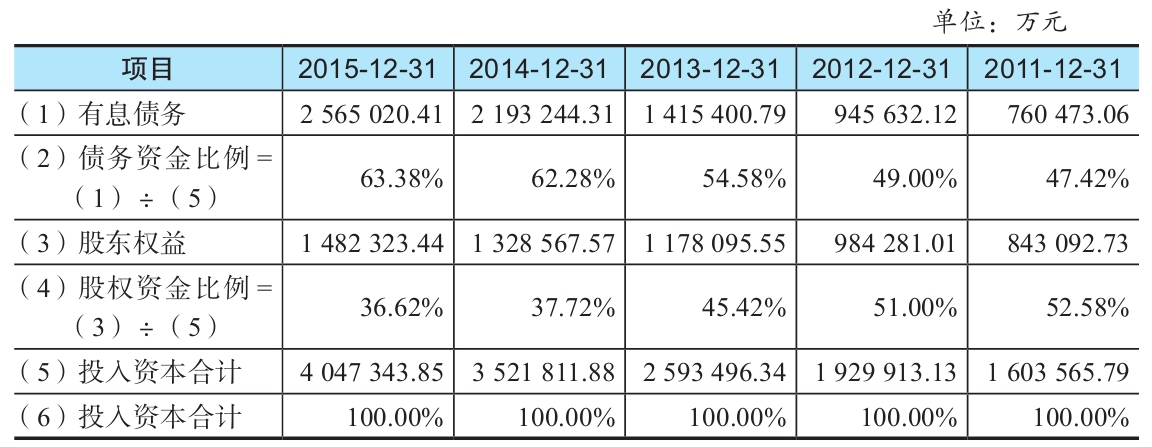 单位：万元
项目 2015-12-31 2014-12-31 2013-12-31 2012-12-31 2011-12-31
（1）有息债务 2 565 020.41 2 193 244.31 1 415 400.79 945 632.12 760 473.06
（2）债务资金比例=
（1）÷（5） 63.38% 62.28% 54.58% 49.00% 47.42%
（3）股东权益 1 482 323.44 1 328 567.57 1 178 095.55 984 281.01 843 092.73
（4）股权资金比例=
（3）÷（5） 36.62% 37.72% 45.42% 51.00% 52.58%
（5）投入资本合计 4 047 343.85 3 521 811.88 2 593 496.34 1 929 913.13 1 603 565.79
（6）投入资本合计 100.00% 100.00% 100.00% 100.00% 100.00%